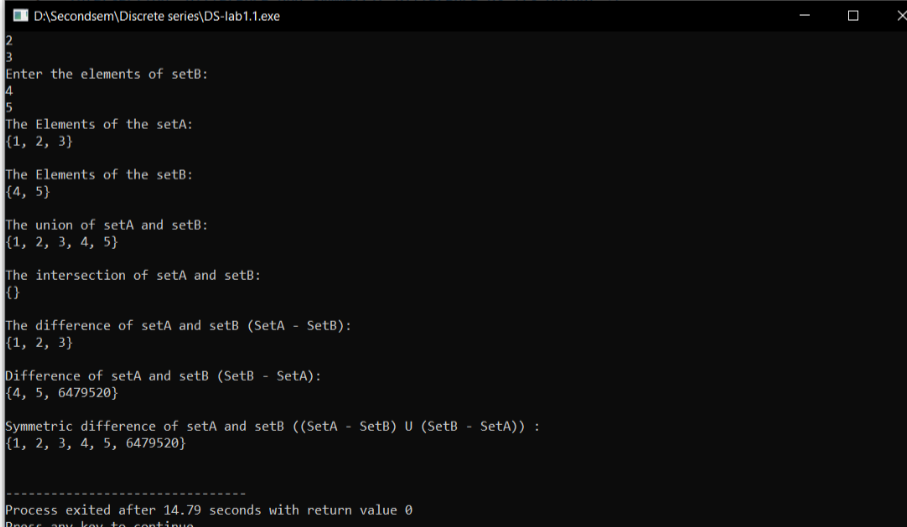 D:\Secondsem\Discrete series\DS-lab1.1.exe
2
3
Enter the elements of setB:
4
5
The Elements of the setA:
{1, 2, 3}
The Elements of the setB:
{4, 5}
The union of setA and setB:
{1, 2, 3, 4, 5}
The intersection of setA and setB:
{}
The difference of setA and setB (SetA - SetB):
{1, 2, 3}
Difference of setA and setB (SetB - SetA):
{4, 5, 6479520}
Symmetric difference of setA and setB ((SetA - SetB) U (SetB - SetA)) :
{1, 2, 3, 4, 5, 6479520}
--------------------------------
Process exited after 14.79 seconds with return value 0
Press any key to continue